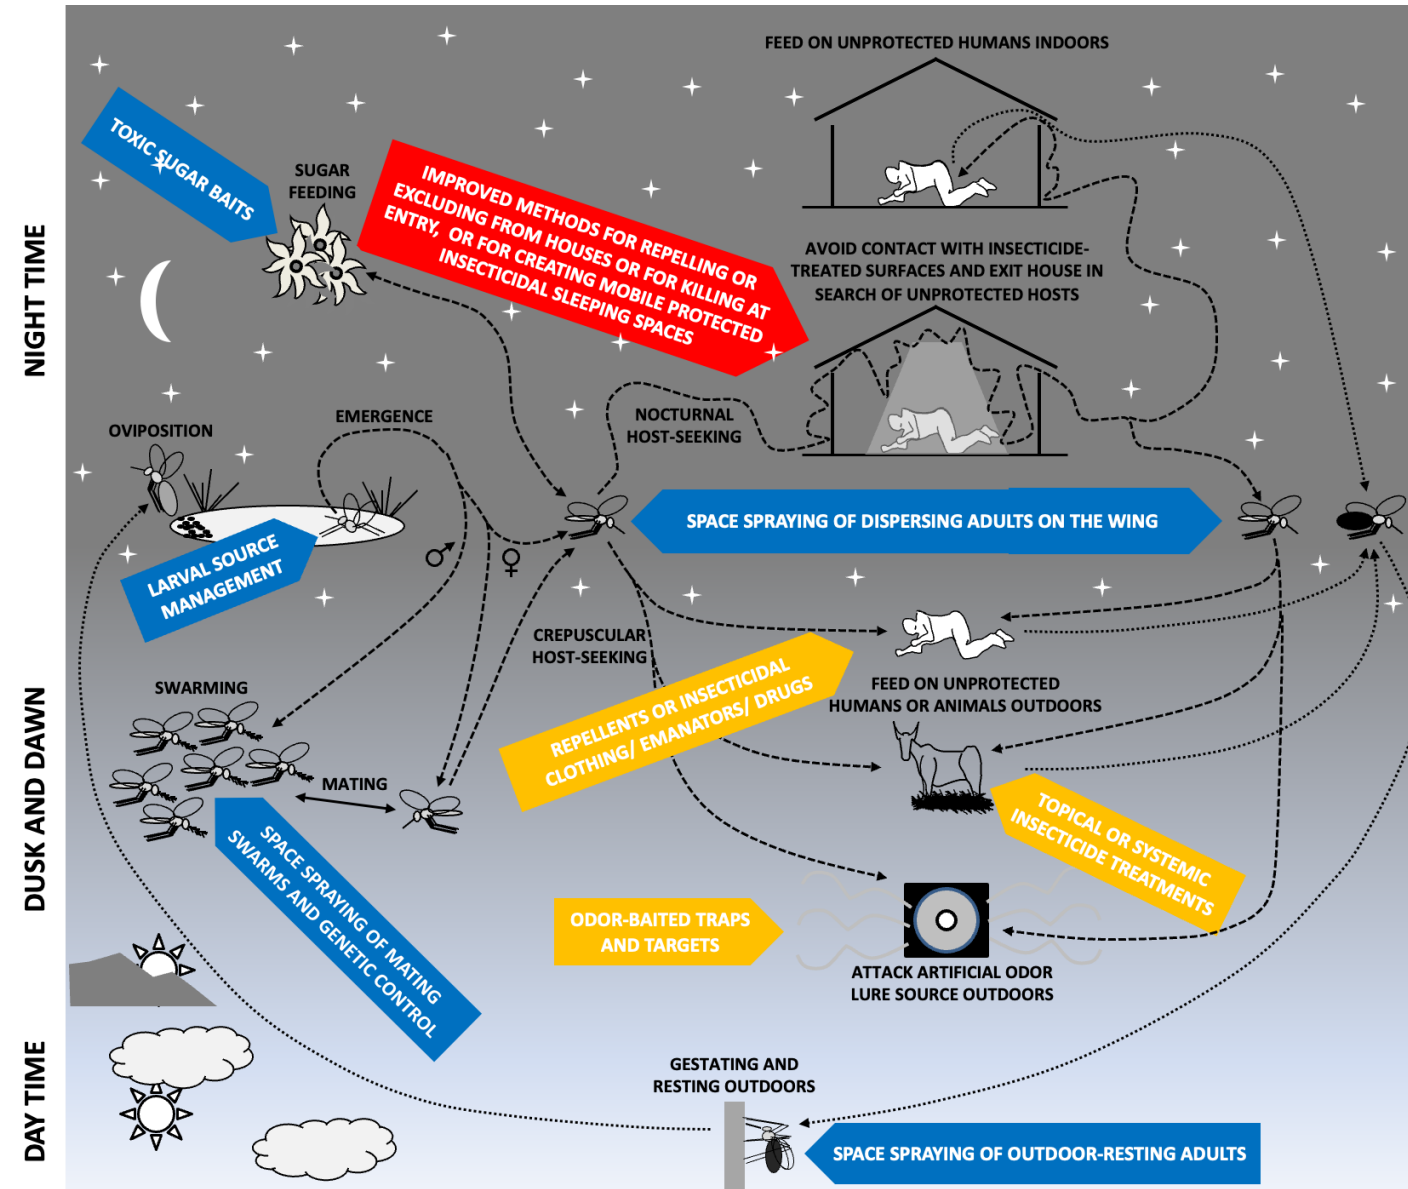 FEED ON UNPROTECTED HUMANS INDOORS
TOXIC SUGAR BAITS
SUGAR
FEEDING
IMPROVED METHODS FOR REPELLING OR
EXCLUDING FROM HOUSES OR FOR KILLING AT
ENTRY, OR FOR CREATING MOBILE PROTECTED
INSECTICIDAL SLEEPING SPACES
AVOID CONTACT WITH INSECTICIDE-
TREATED SURFACES AND EXIT HOUSE IN
SEARCH OF UNPROTECTED HOSTS
NIGHT TIME
OVIPOSITION
EMERGENCE
NOCTURNAL
HOST-SEEKING
SPACE SPRAYING OF DISPERSING ADULTS ON THE WING
LARVAL SOURCE
MANAGEMENT
♂
♀
CREPUSCULAR
HOST-SEEKING
REPELLENTS OR INSECTICIDAL
CLOTHING/ EMANATORS/ DRUGS
FEED ON UNPROTECTED
HUMANS OR ANIMALS OUTDOORS
DUSK AND DAWN
SWARMING
MATING
SPACE SPRAYING OF MATING
SWARMS AND GENETIC CONTROL
TOPICAL OR SYSTEMIC
INSECTICIDE TREATMENTS
ODOR-BAITED TRAPS
AND TARGETS
ATTACK ARTIFICIAL ODOR
LURE SOURCE OUTDOORS
DAY TIME
GESTATING AND
RESTING OUTDOORS
SPACE SPRAYING OF OUTDOOR-RESTING ADULTS